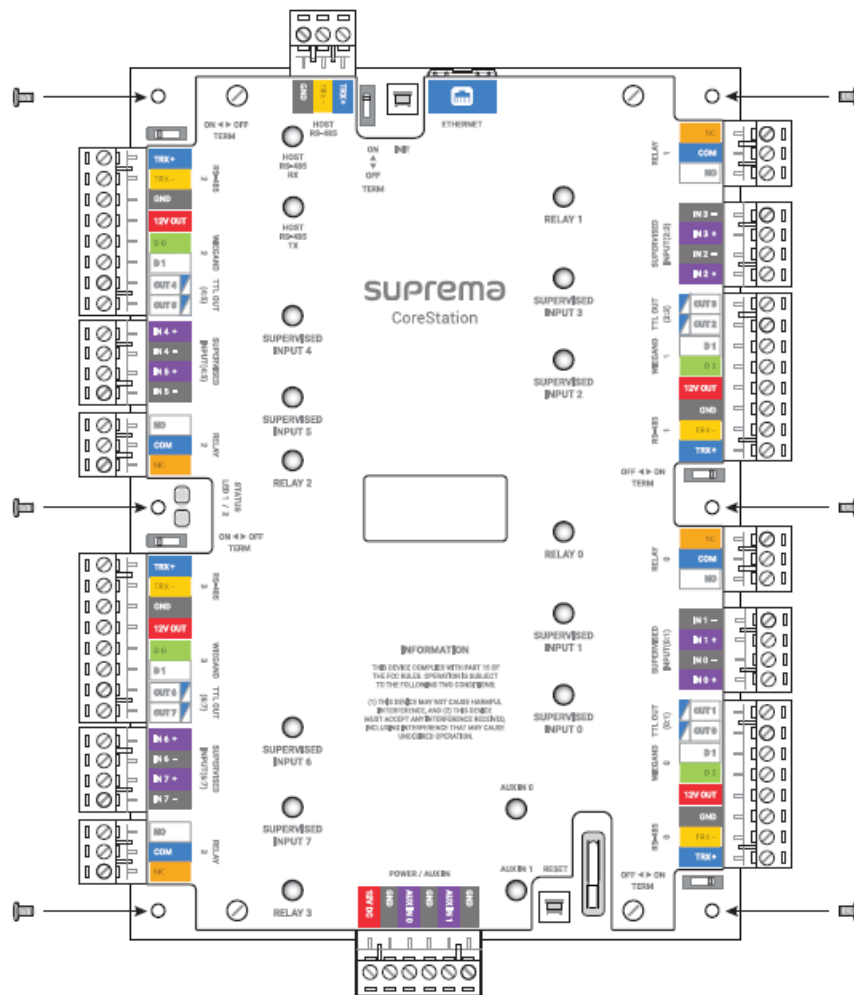 GND
TRX -
TRX+
HOST
RS-485
ON
OFF
TERM
INIT
ETHERNET
HOST
RS-485
RX
HOST
RS-485
TX
ON ◄► OFF
TERM
TRX+
TRX -
GND
RS-485
2
12V OUT
D 0
D 1
WIEGAND
2
OUT 4
OUT 5
TTL OUT
(4:5)
IN 4 +
IN 4 -
IN 5 +
IN 5 -
SUPERVISED
INPUT(4:5)
NO
COM
NC
RELAY
2
STATUS
LED 1 / 2
ON ◄► OFF
TERM
TRX+
TRX -
GND
RS-485
3
12V OUT
D 0
D 1
WIEGAND
3
OUT 6
OUT 7
TTL OUT
(6:7)
IN 6 +
IN 6 -
IN 7 +
IN 7 -
SUPERVISED
INPUT(6:7)
NO
COM
NC
RELAY
3
suprema
CoreStation
SUPERVISED
INPUT 4
SUPERVISED
INPUT 5
RELAY 2
RELAY 1
SUPERVISED
INPUT 3
SUPERVISED
INPUT 2
RELAY 0
SUPERVISED
INPUT 1
SUPERVISED
INPUT 0
INFORMATION
THIS DEVICE COMPLIES WITH PART 15 OF
THE FCC RULES. OPERATION IS SUBJECT
TO THE FOLLOWING TWO CONDITIONS:
(1) THIS DEVICE MAY NOT CAUSE HARMFUL
INTERFERENCE, AND (2) THIS DEVICE
MUST ACCEPT ANY INTERFERENCE RECEIVED,
INCLUDING INTERFERENCE THAT MAY CAUSE
UNDESIRED OPERATION.
SUPERVISED
INPUT 6
SUPERVISED
INPUT 7
RELAY 3
AUX IN 0
AUX IN 1
RESET
POWER / AUX IN
12V DC
GND
AUX IN 0
GND
AUX IN 1
GND
RELAY
1
NC
COM
NO
SUPERVISED
INPUT(2:3)
IN 3 -
IN 3 +
IN 2 -
IN 2 +
TTL OUT
(2:3)
OUT 3
OUT 2
WIEGAND
1
D 1
12V OUT
GND
TRX -
TRX+
RS-485
1
OFF ◄► ON
TERM
RELAY
0
NC
COM
NO
SUPERVISED
INPUT(0:1)
IN 1 -
IN 1 +
IN 0 -
IN 0 +
TTL OUT
(0:1)
OUT 1
OUT 0
WIEGAND
0
D 1
12V OUT
GND
TRX -
TRX+
RS-485
0
OFF ◄► ON
TERM